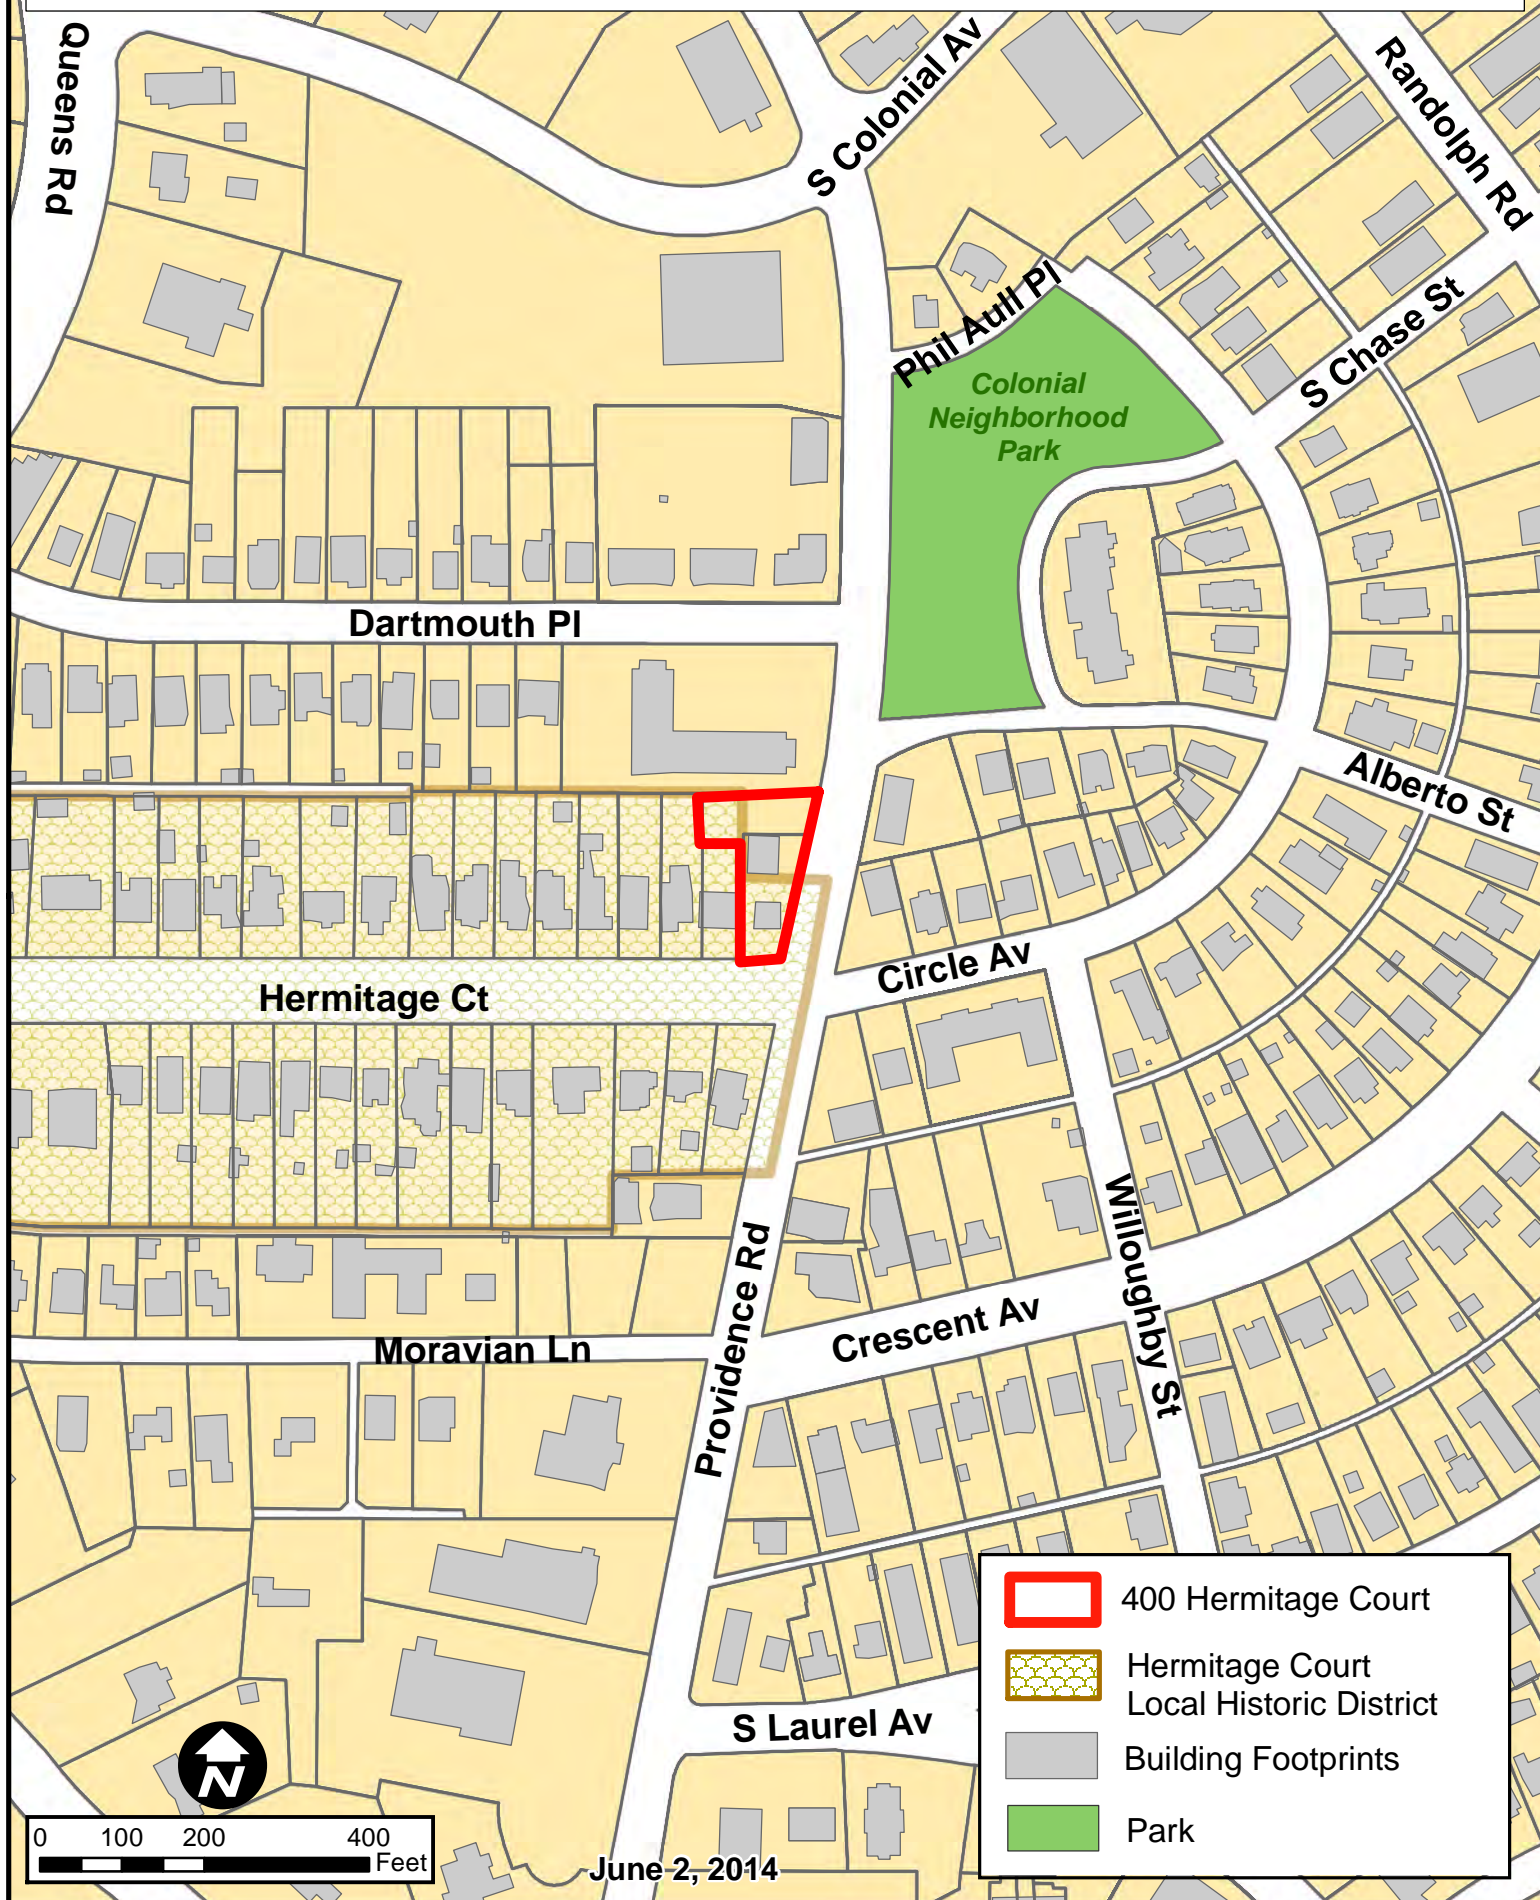 Queens Rd
S Colonial Av
Randolph Rd
Phil Aull Pl
S Chase St
Colonial
Neighborhood
Park
Dartmouth Pl
Alberto St
Circle Av
Hermitage Ct
Willoughby St
Providence Rd
Crescent Av
Moravian Ln
400 Hermitage Court
Hermitage Court
Local Historic District
S Laurel Av
Building Footprints
N
Park
0 100 200 400
Feet
June 2, 2014